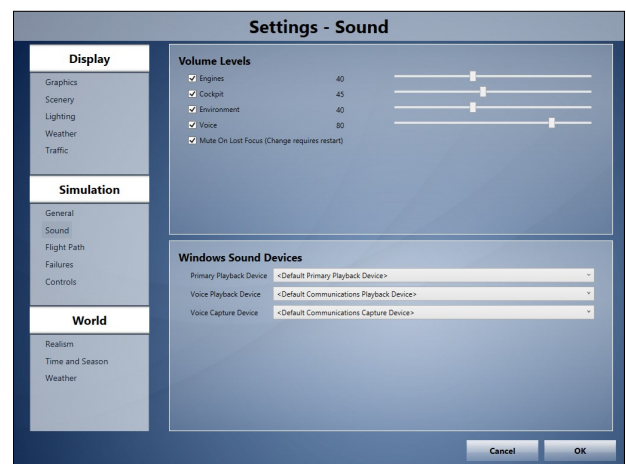 Settings - Sound
Display
Graphics
Scenery
Lighting
Weather
Traffic
Simulation
General
Sound
Flight Path
Failures
Controls
World
Realism
Time and Season
Weather
Volume Levels
Engines 40
Cockpit 45
Environment 40
Voice 80
Mute On Lost Focus (Change requires restart)
Windows Sound Devices
Primary Playback Device <Default Primary Playback Device>
Voice Playback Device <Default Communications Playback Device>
Voice Capture Device <Default Communications Capture Device>
Cancel OK